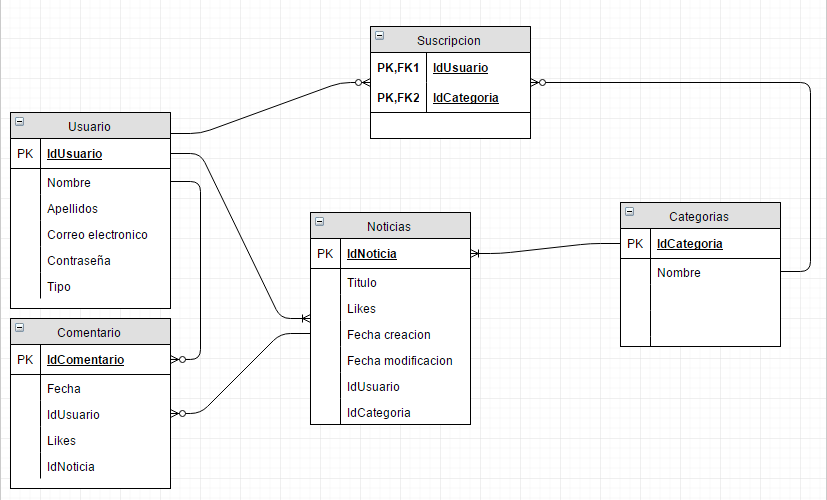 Suscripcion
PK,FK1 IdUsuario
PK,FK2 IdCategoria
Usuario
PK IdUsuario
Nombre
Apellidos
Correo electronico
Contraseña
Tipo
Noticias
PK IdNoticia
Titulo
Likes
Fecha creacion
Fecha modificacion
IdUsuario
IdCategoria
Categorias
PK IdCategoria
Nombre
Comentario
PK IdComentario
Fecha
IdUsuario
Likes
IdNoticia